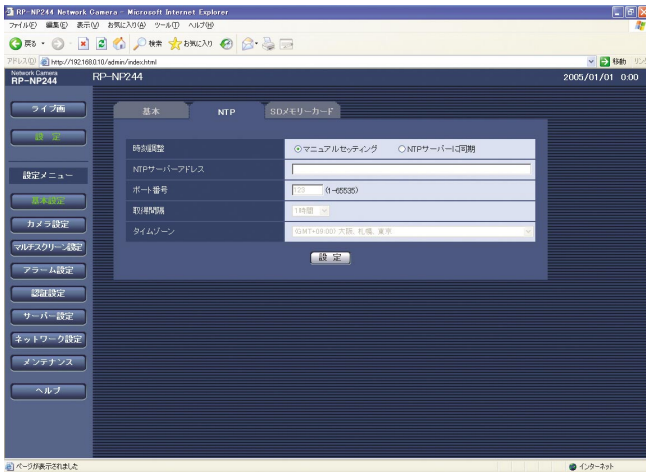 RP-NP244 Network Camera - Microsoft Internet Explorer
ファイル(F) 編集(E) 表示(V) お気に入り(A) ツール(T) ヘルプ(H)
戻る 検索 お気に入り
アドレス(D) http://192.168.0.10/admin/index.html 移動 リンク
Network Camera
RP-NP244
RP-NP244
2005/01/01 0:00
ライブ画
設 定
設定メニュー
基本設定
カメラ設定
マルチスクリーン設定
アラーム設定
認証設定
サーバー設定
ネットワーク設定
メンテナンス
ヘルプ
基本 NTP SDメモリーカード
時刻調整 マニュアルセッティング NTPサーバーに同期
NTPサーバーアドレス
ポート番号 123 (1-65535)
取得間隔 1時間
タイムゾーン (GMT+09:00) 大阪, 札幌, 東京
設 定
ページが表示されました インターネット